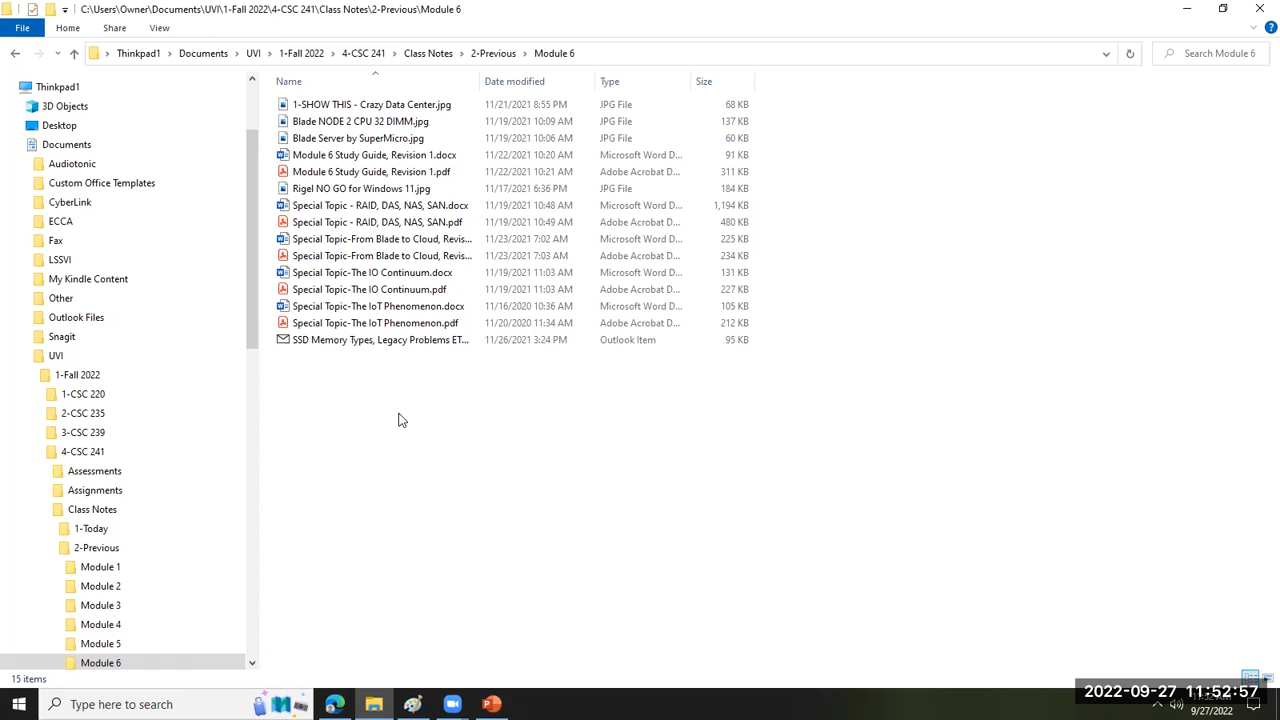 C:\Users\Owner\Documents\UVI\1-Fall 2022\4-CSC 241\Class Notes\2-Previous\Module 6
File Home Share View
Thinkpad1 Documents UVI 1-Fall 2022 4-CSC 241 Class Notes 2-Previous Module 6 Search Module 6
Name Date modified Type Size
1-SHOW THIS - Crazy Data Center.jpg 11/21/2021 8:55 PM JPG File 68 KB
Blade NODE 2 CPU 32 DIMM.jpg 11/19/2021 10:09 AM JPG File 137 KB
Blade Server by SuperMicro.jpg 11/19/2021 10:06 AM JPG File 60 KB
Module 6 Study Guide, Revision 1.docx 11/22/2021 10:20 AM Microsoft Word D... 91 KB
Module 6 Study Guide, Revision 1.pdf 11/22/2021 10:21 AM Adobe Acrobat D... 311 KB
Rigel NO GO for Windows 11.jpg 11/17/2021 6:36 PM JPG File 184 KB
Special Topic - RAID, DAS, NAS, SAN.docx 11/19/2021 10:48 AM Microsoft Word D... 1,194 KB
Special Topic - RAID, DAS, NAS, SAN.pdf 11/19/2021 10:49 AM Adobe Acrobat D... 480 KB
Special Topic-From Blade to Cloud, Revis... 11/23/2021 7:02 AM Microsoft Word D... 225 KB
Special Topic-From Blade to Cloud, Revis... 11/23/2021 7:03 AM Adobe Acrobat D... 234 KB
Special Topic-The IO Continuum.docx 11/19/2021 11:03 AM Microsoft Word D... 131 KB
Special Topic-The IO Continuum.pdf 11/19/2021 11:03 AM Adobe Acrobat D... 227 KB
Special Topic-The IoT Phenomenon.docx 11/16/2020 10:36 AM Microsoft Word D... 105 KB
Special Topic-The IoT Phenomenon.pdf 11/20/2020 11:34 AM Adobe Acrobat D... 212 KB
SSD Memory Types, Legacy Problems ET... 11/26/2021 3:24 PM Outlook Item 95 KB
Thinkpad1
3D Objects
Desktop
Documents
Audiotonic
Custom Office Templates
CyberLink
ECCA
Fax
LSSVI
My Kindle Content
Other
Outlook Files
Snagit
UVI
1-Fall 2022
1-CSC 220
2-CSC 235
3-CSC 239
4-CSC 241
Assessments
Assignments
Class Notes
1-Today
2-Previous
Module 1
Module 2
Module 3
Module 4
Module 5
Module 6
15 items
Type here to search
2022-09-27 11:52:57
9/27/2022